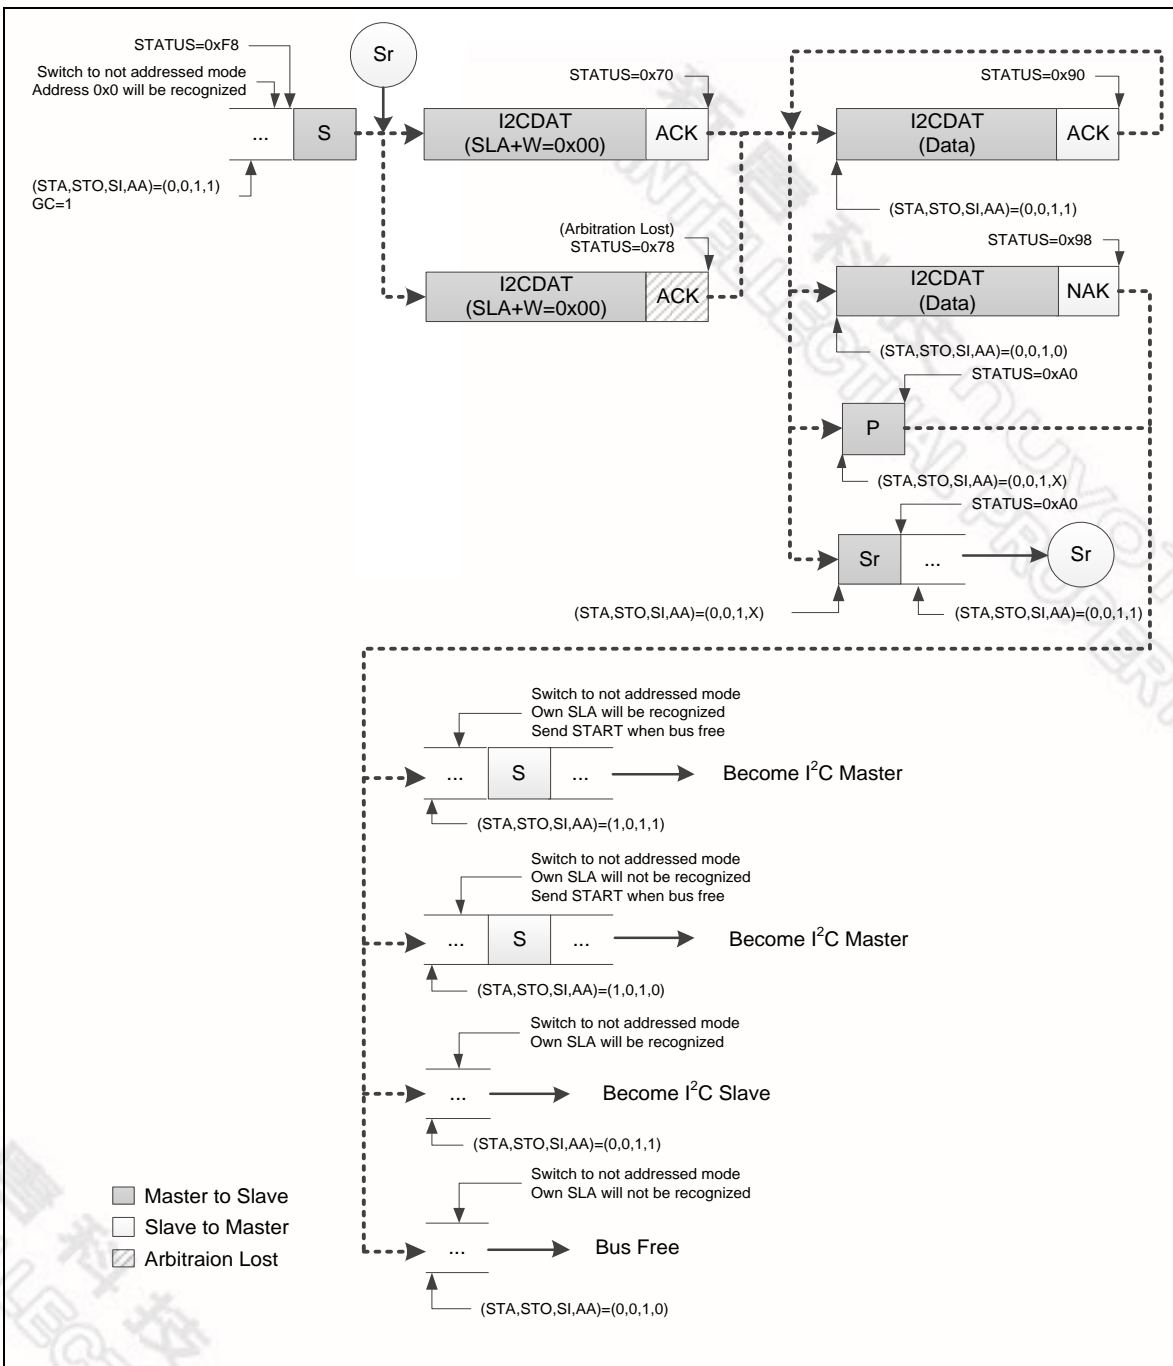 STATUS=0xF8
Switch to not addressed mode
Address 0x0 will be recognized
Sr
STATUS=0x70
STATUS=0x90
...
S
I2CDAT
(SLA+W=0x00)
ACK
I2CDAT
(Data)
ACK
(STA,STO,SI,AA)=(0,0,1,1)
GC=1
(STA,STO,SI,AA)=(0,0,1,1)
(Arbitration Lost)
STATUS=0x78
STATUS=0x98
I2CDAT
(SLA+W=0x00)
ACK
I2CDAT
(Data)
NAK
(STA,STO,SI,AA)=(0,0,1,0)
STATUS=0xA0
P
(STA,STO,SI,AA)=(0,0,1,X)
STATUS=0xA0
Sr
...
Sr
(STA,STO,SI,AA)=(0,0,1,X)
(STA,STO,SI,AA)=(0,0,1,1)
Switch to not addressed mode
Own SLA will be recognized
Send START when bus free
...
S
...
Become I²C Master
(STA,STO,SI,AA)=(1,0,1,1)
Switch to not addressed mode
Own SLA will not be recognized
Send START when bus free
...
S
...
Become I²C Master
(STA,STO,SI,AA)=(1,0,1,0)
Switch to not addressed mode
Own SLA will be recognized
...
Become I²C Slave
(STA,STO,SI,AA)=(0,0,1,1)
Switch to not addressed mode
Own SLA will not be recognized
...
Bus Free
(STA,STO,SI,AA)=(0,0,1,0)
Master to Slave
Slave to Master
Arbitraion Lost